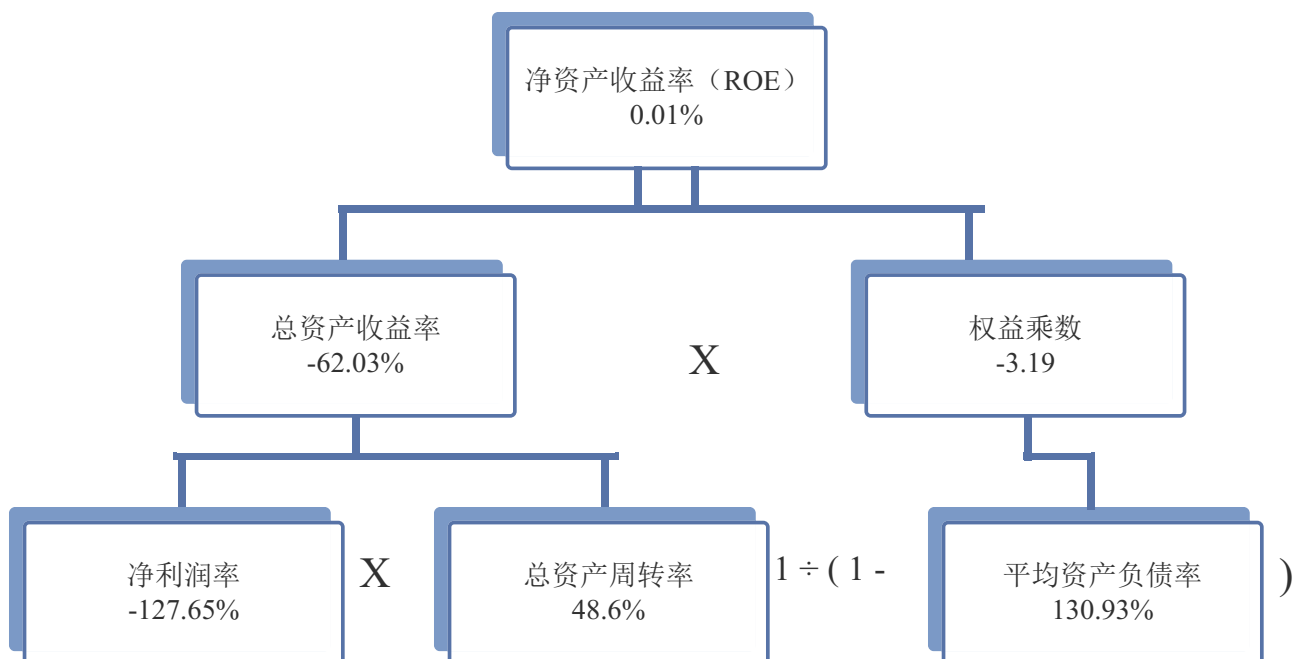 净资产收益率（ROE）
0.01%
总资产收益率
-62.03%
X
权益乘数
-3.19
净利润率
-127.65%
X
总资产周转率
48.6%
1 ÷ ( 1 -
平均资产负债率
130.93%
)